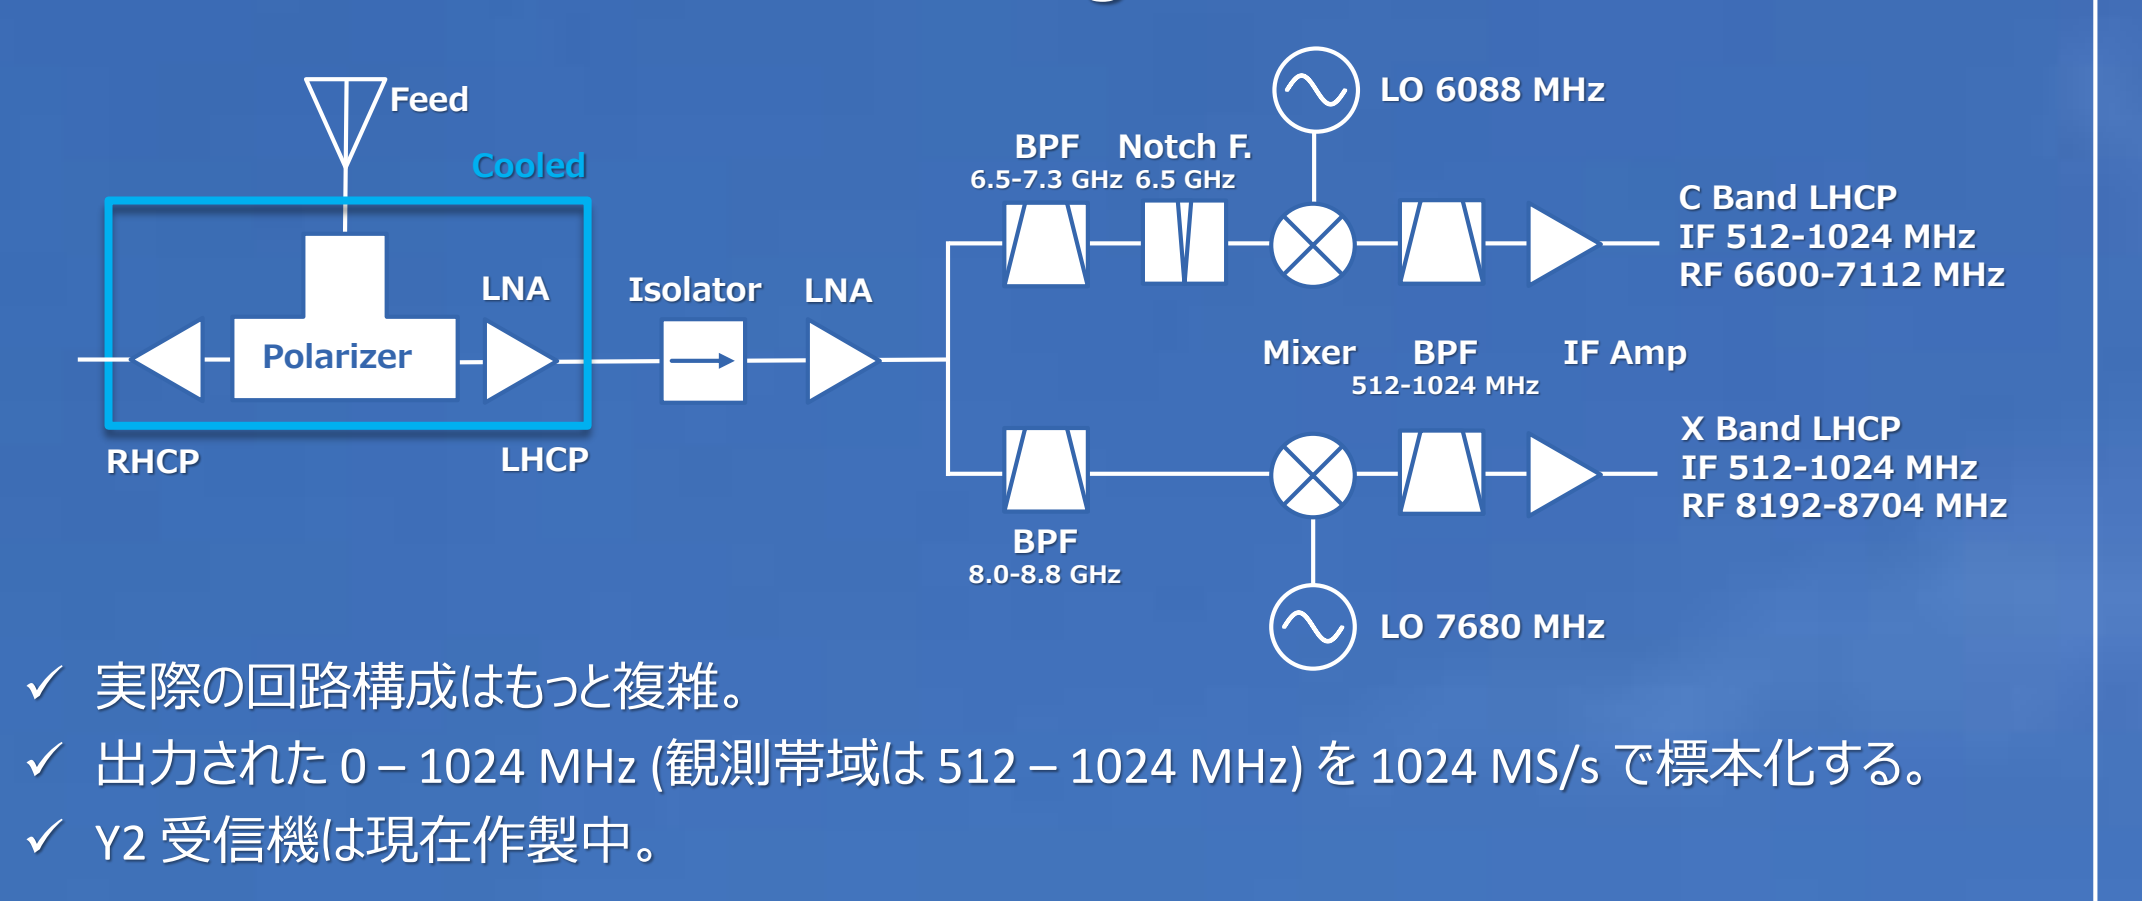 Feed
Cooled
LNA
Polarizer
RHCP
LHCP
Isolator
LNA
BPF
6.5-7.3 GHz
Notch F.
6.5 GHz
LO 6088 MHz
C Band LHCP
IF 512-1024 MHz
RF 6600-7112 MHz
Mixer
BPF
512-1024 MHz
IF Amp
X Band LHCP
IF 512-1024 MHz
RF 8192-8704 MHz
BPF
8.0-8.8 GHz
LO 7680 MHz
✓ 実際の回路構成はもっと複雑。
✓ 出力された 0 – 1024 MHz (観測帯域は 512 – 1024 MHz) を 1024 MS/s で標本化する。
✓ Y2 受信機は現在作製中。